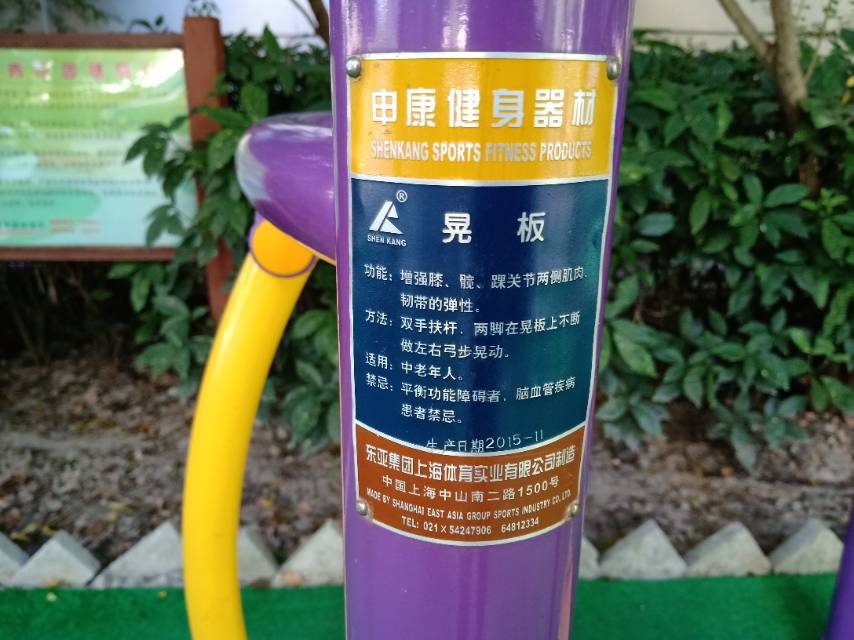 申康健身器材
SHENKANG SPORTS FITNESS PRODUCTS
®
SHEN KANG
晃 板
功能：增强膝、髋、踝关节两侧肌肉、
韧带的弹性。
方法：双手扶杆，两脚在晃板上不断
做左右弓步晃动。
适用：中老年人。
禁忌：平衡功能障碍者，脑血管疾病
患者禁忌。
生产日期2015-11
东亚集团上海体育实业有限公司制造
中国上海中山南二路1500号
MADE BY SHANGHAI EAST ASIA GROUP SPORTS INDUSTRY CO. LTD.
TEL: 021 X 54247906 64812334